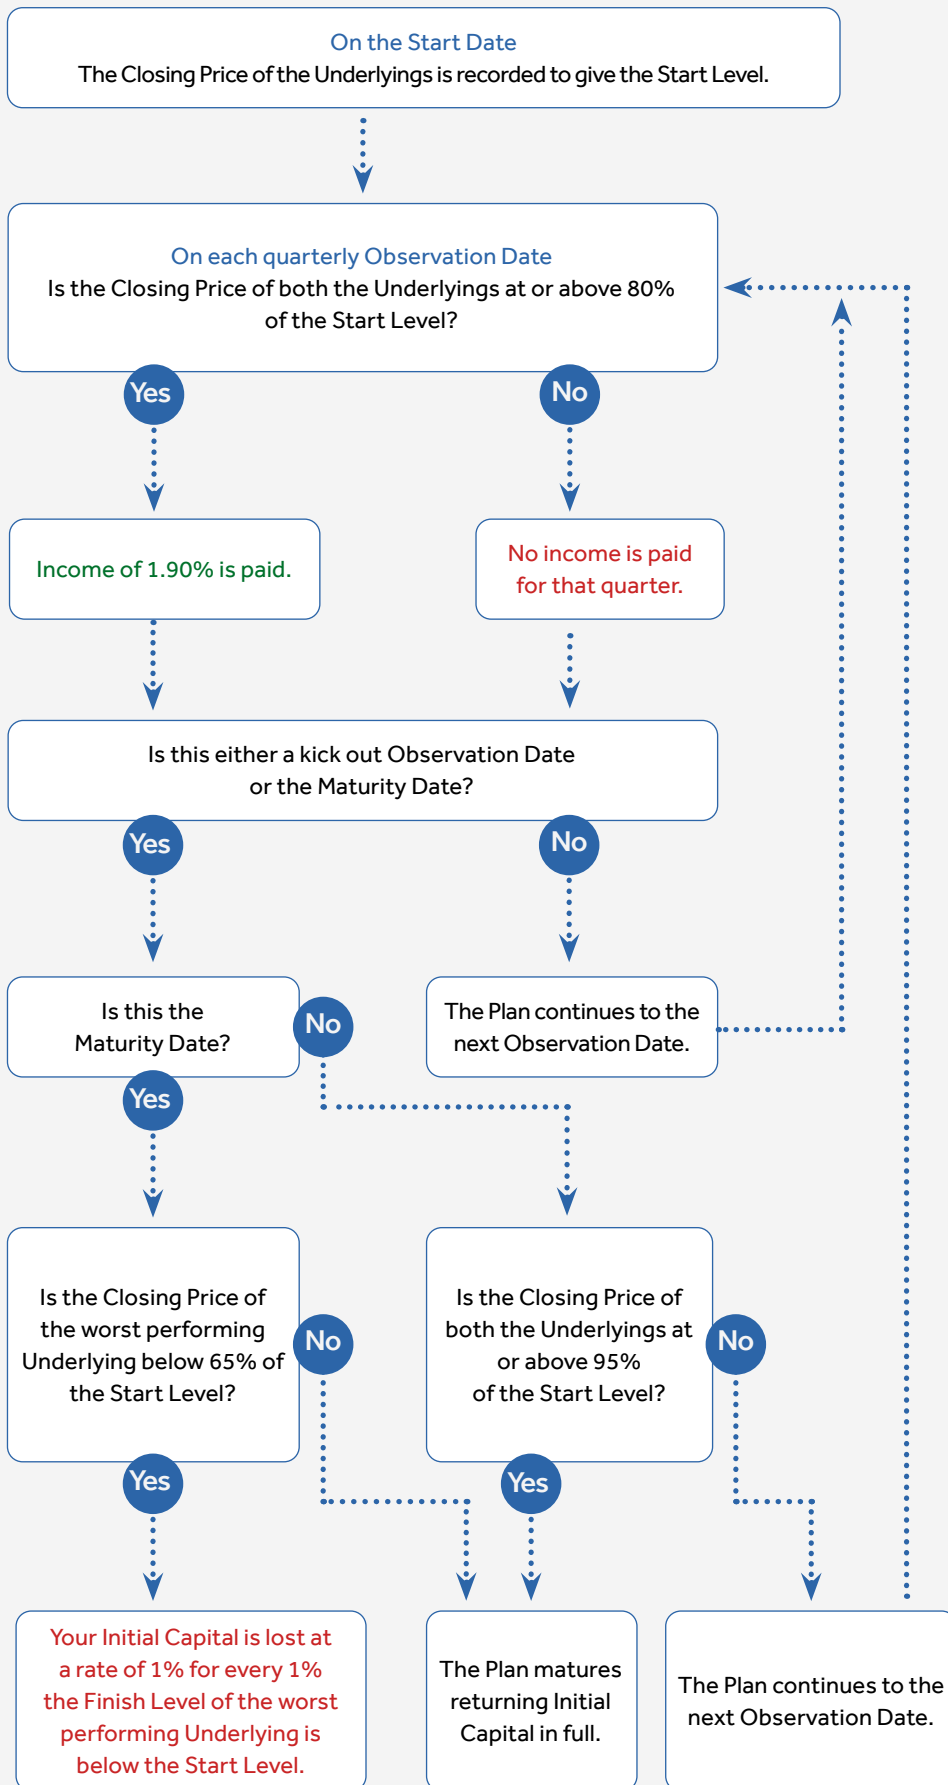 On the Start Date
The Closing Price of the Underlyings is recorded to give the Start Level.
On each quarterly Observation Date
Is the Closing Price of both the Underlyings at or above 80%
of the Start Level?
Yes
No
Income of 1.90% is paid.
No income is paid
for that quarter.
Is this either a kick out Observation Date
or the Maturity Date?
Yes
No
Is this the
Maturity Date?
No
The Plan continues to the
next Observation Date.
Yes
Is the Closing Price of
the worst performing
Underlying below 65% of
the Start Level?
No
Is the Closing Price of
both the Underlyings at
or above 95%
of the Start Level?
No
Yes
Yes
Your Initial Capital is lost at
a rate of 1% for every 1%
the Finish Level of the worst
performing Underlying is
below the Start Level.
The Plan matures
returning Initial
Capital in full.
The Plan continues to the
next Observation Date.